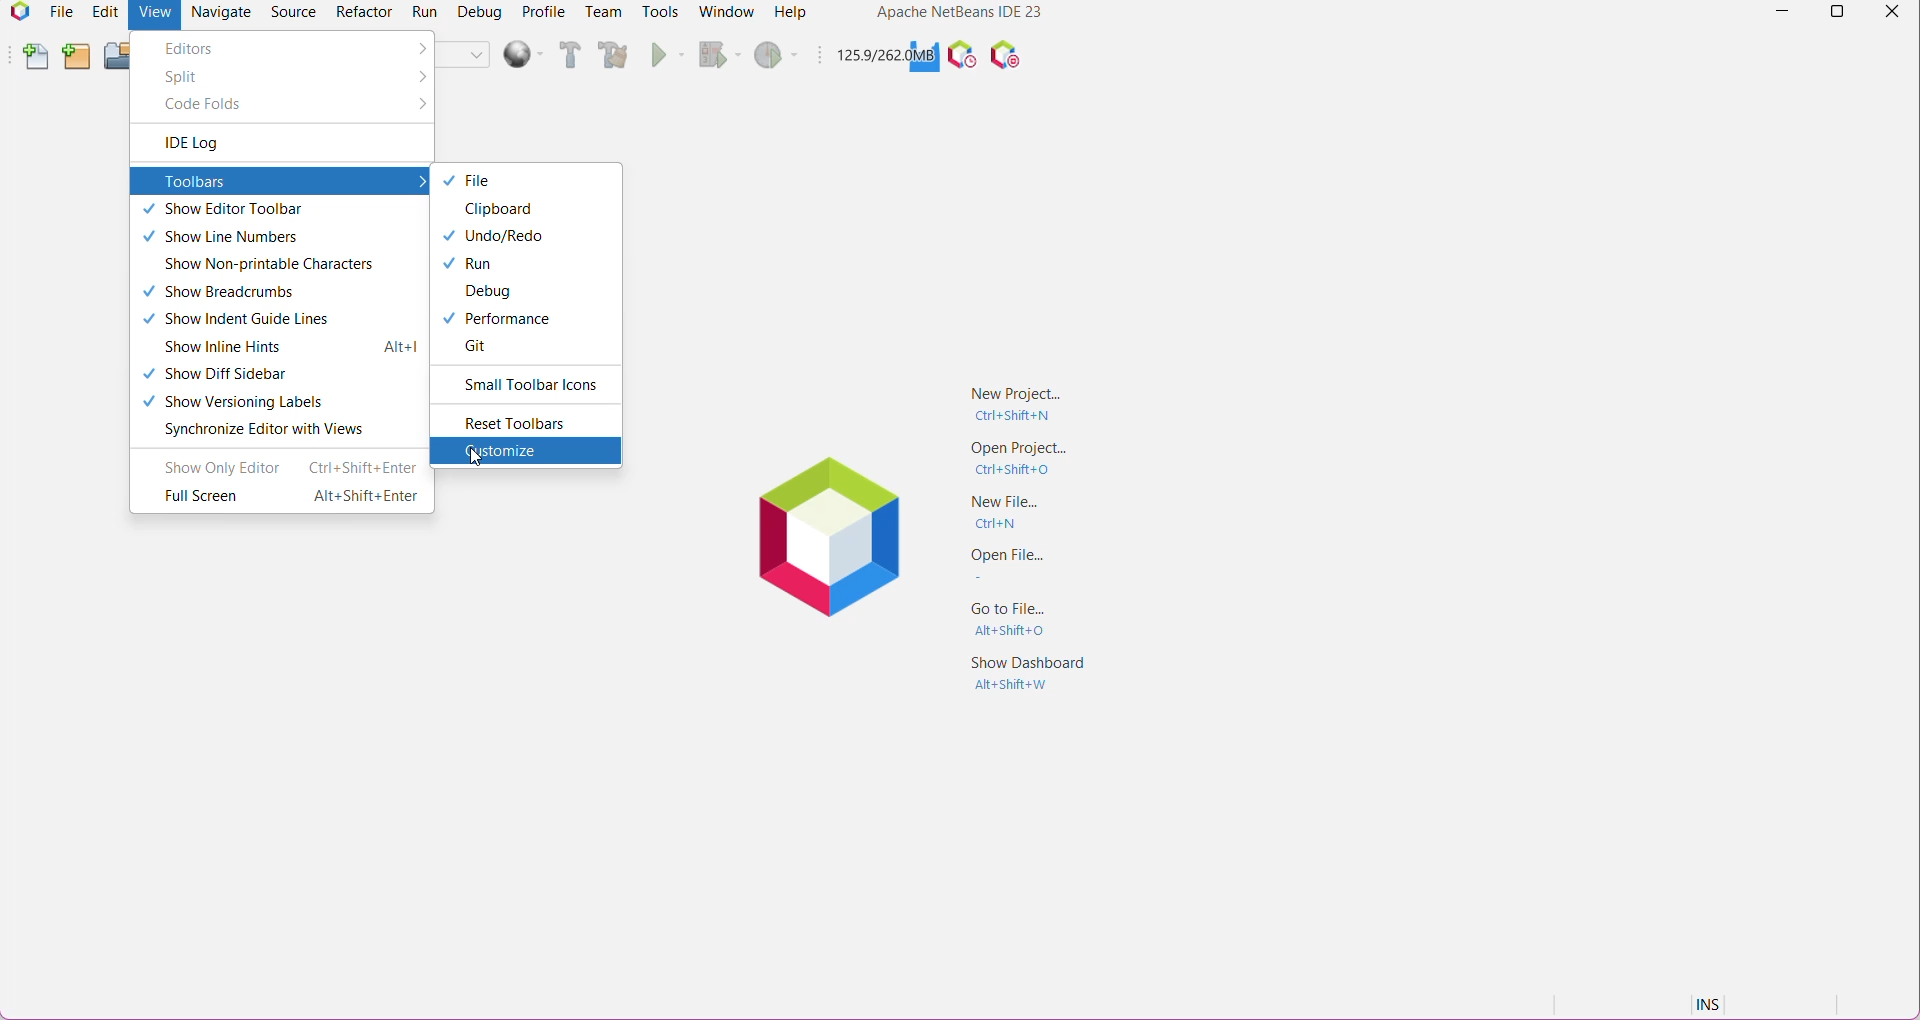 File Edit View Navigate Source Refactor Run Debug Profile Team Tools Window Help Apache NetBeans IDE 23
125.9/262.0MB
Editors
Split
Code Folds
IDE Log
Toolbars
Show Editor Toolbar
Show Line Numbers
Show Non-printable Characters
Show Breadcrumbs
Show Indent Guide Lines
Show Inline Hints Alt+I
Show Diff Sidebar
Show Versioning Labels
Synchronize Editor with Views
Show Only Editor Ctrl+Shift+Enter
Full Screen Alt+Shift+Enter
File
Clipboard
Undo/Redo
Run
Debug
Performance
Git
Small Toolbar Icons
Reset Toolbars
Customize
New Project...
Ctrl+Shift+N
Open Project...
Ctrl+Shift+O
New File...
Ctrl+N
Open File...
-
Go to File...
Alt+Shift+O
Show Dashboard
Alt+Shift+W
INS